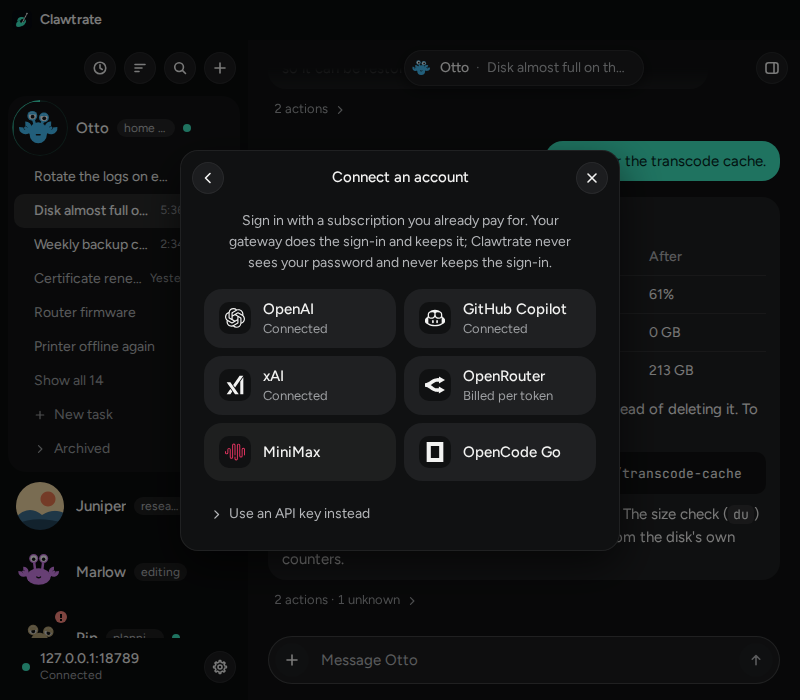 Clawtrate
Otto · Disk almost full on th...
Otto
home ...
2 actions
Rotate the logs on e...
the transcode cache.
Disk almost full o...
Weekly backup c...
Certificate rene...
Router firmware
Printer offline again
Show all 14
+ New task
Archived
Connect an account
Sign in with a subscription you already pay for. Your
gateway does the sign-in and keeps it; Clawtrate never
sees your password and never keeps the sign-in.
OpenAI
Connected
GitHub Copilot
Connected
xAI
Connected
OpenRouter
Billed per token
MiniMax
OpenCode Go
Use an API key instead
After
61%
0 GB
213 GB
ead of deleting it. To
/transcode-cache
The size check ( du )
om the disk's own
counters.
2 actions · 1 unknown
Juniper
resea...
Marlow
editing
Pip
planni...
127.0.0.1:18789
Connected
Message Otto